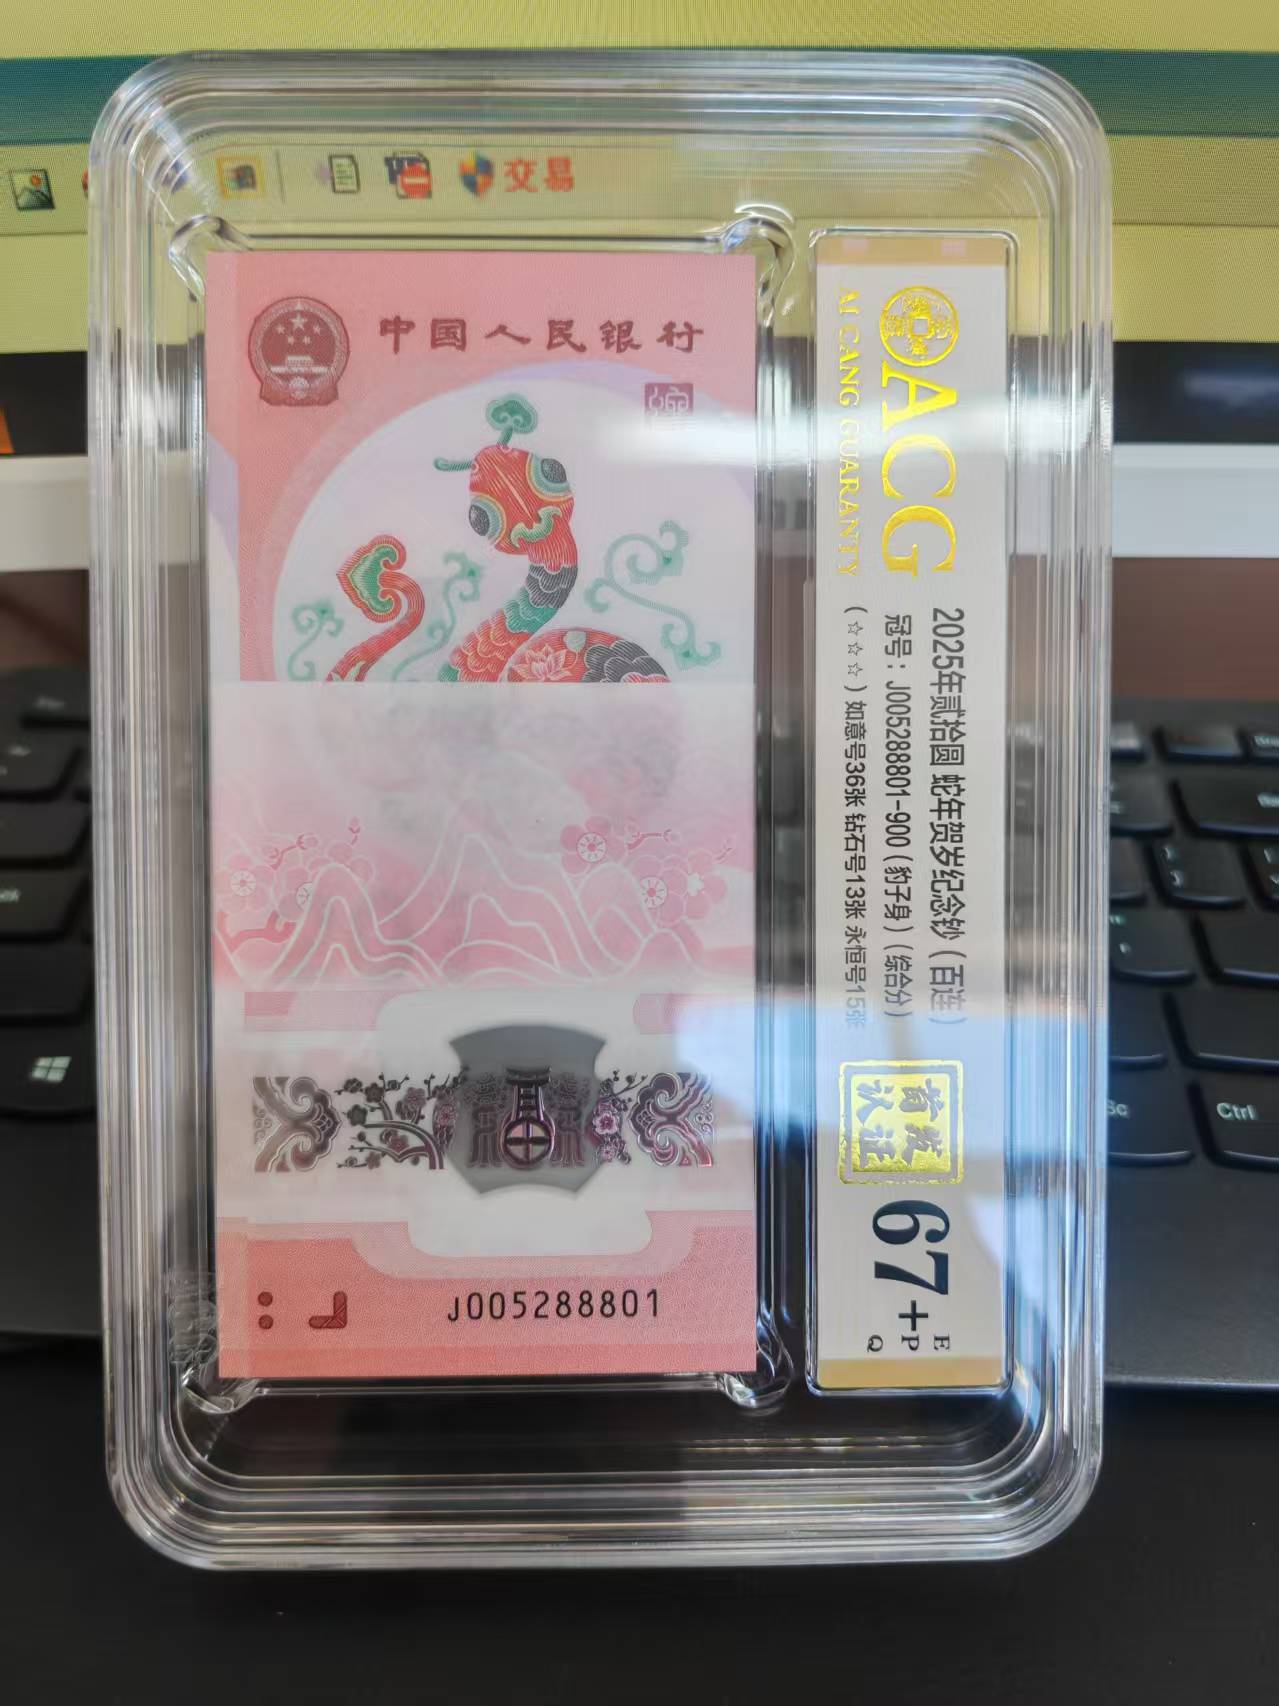 交易
中国人民银行
J005288801
ACG
AI CANG GUARANTY
2025年贰拾圆 蛇年贺岁纪念钞（百连）
冠号：J005288801-900（豹子身）（综合分）
（☆☆☆）如意号36张 钻石号13张 永恒号15张
首发
认证
67+
E
P
Q
Ctrl